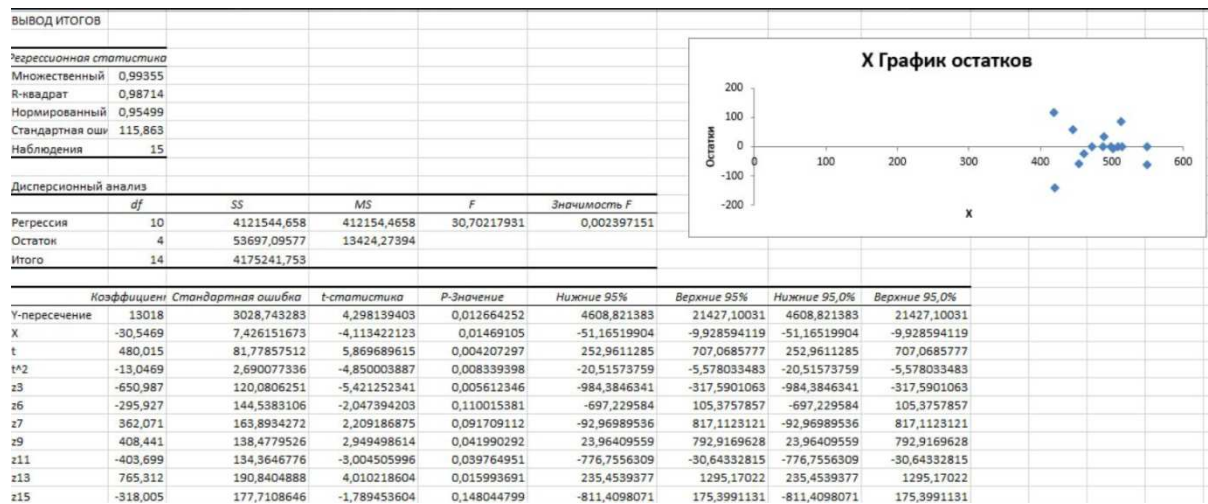 ВЫВОД ИТОГОВ
Регрессионная статистика
Множественный 0,99355
R-квадрат 0,98714
Нормированный 0,95499
Стандартная оши 115,863
Наблюдения 15
Дисперсионный анализ
df SS MS F Значимость F
Регрессия 10 4121544,658 412154,4658 30,70217931 0,002397151
Остаток 4 53697,09577 13424,27394
Итого 14 4175241,753
Коэффициен Стандартная ошибка t-статистика P-Значение Нижние 95% Верхние 95% Нижние 95,0% Верхние 95,0%
Y-пересечение 13018 3028,743283 4,298139403 0,012664252 4608,821383 21427,10031 4608,821383 21427,10031
X -30,5469 7,426151673 -4,113422123 0,01469105 -51,16519904 -9,928594119 -51,16519904 -9,928594119
t 480,015 81,77857512 5,869689615 0,004207297 252,9611285 707,0685777 252,9611285 707,0685777
t^2 -13,0469 2,690077336 -4,850003887 0,008339398 -20,51573759 -5,578033483 -20,51573759 -5,578033483
z3 -650,987 120,0806251 -5,421252341 0,005612346 -984,3846341 -317,5901063 -984,3846341 -317,5901063
z6 -295,927 144,5383106 -2,047394203 0,110015381 -697,229584 105,3757857 -697,229584 105,3757857
z7 362,071 163,8934272 2,209186875 0,091709112 -92,96989536 817,1123121 -92,96989536 817,1123121
z9 408,441 138,4779526 2,949498614 0,041990292 23,96409559 792,9169628 23,96409559 792,9169628
z11 -403,699 134,3646776 -3,004505996 0,039764951 -776,7556309 -30,64332815 -776,7556309 -30,64332815
z13 765,312 190,8404888 4,010218604 0,015993691 235,4539377 1295,17022 235,4539377 1295,17022
z15 -318,005 177,7108646 -1,789453604 0,148044799 -811,4098071 175,3991131 -811,4098071 175,3991131
X График остатков
Остатки
200
100
0
-100
-200
0 100 200 300 400 500 600
X